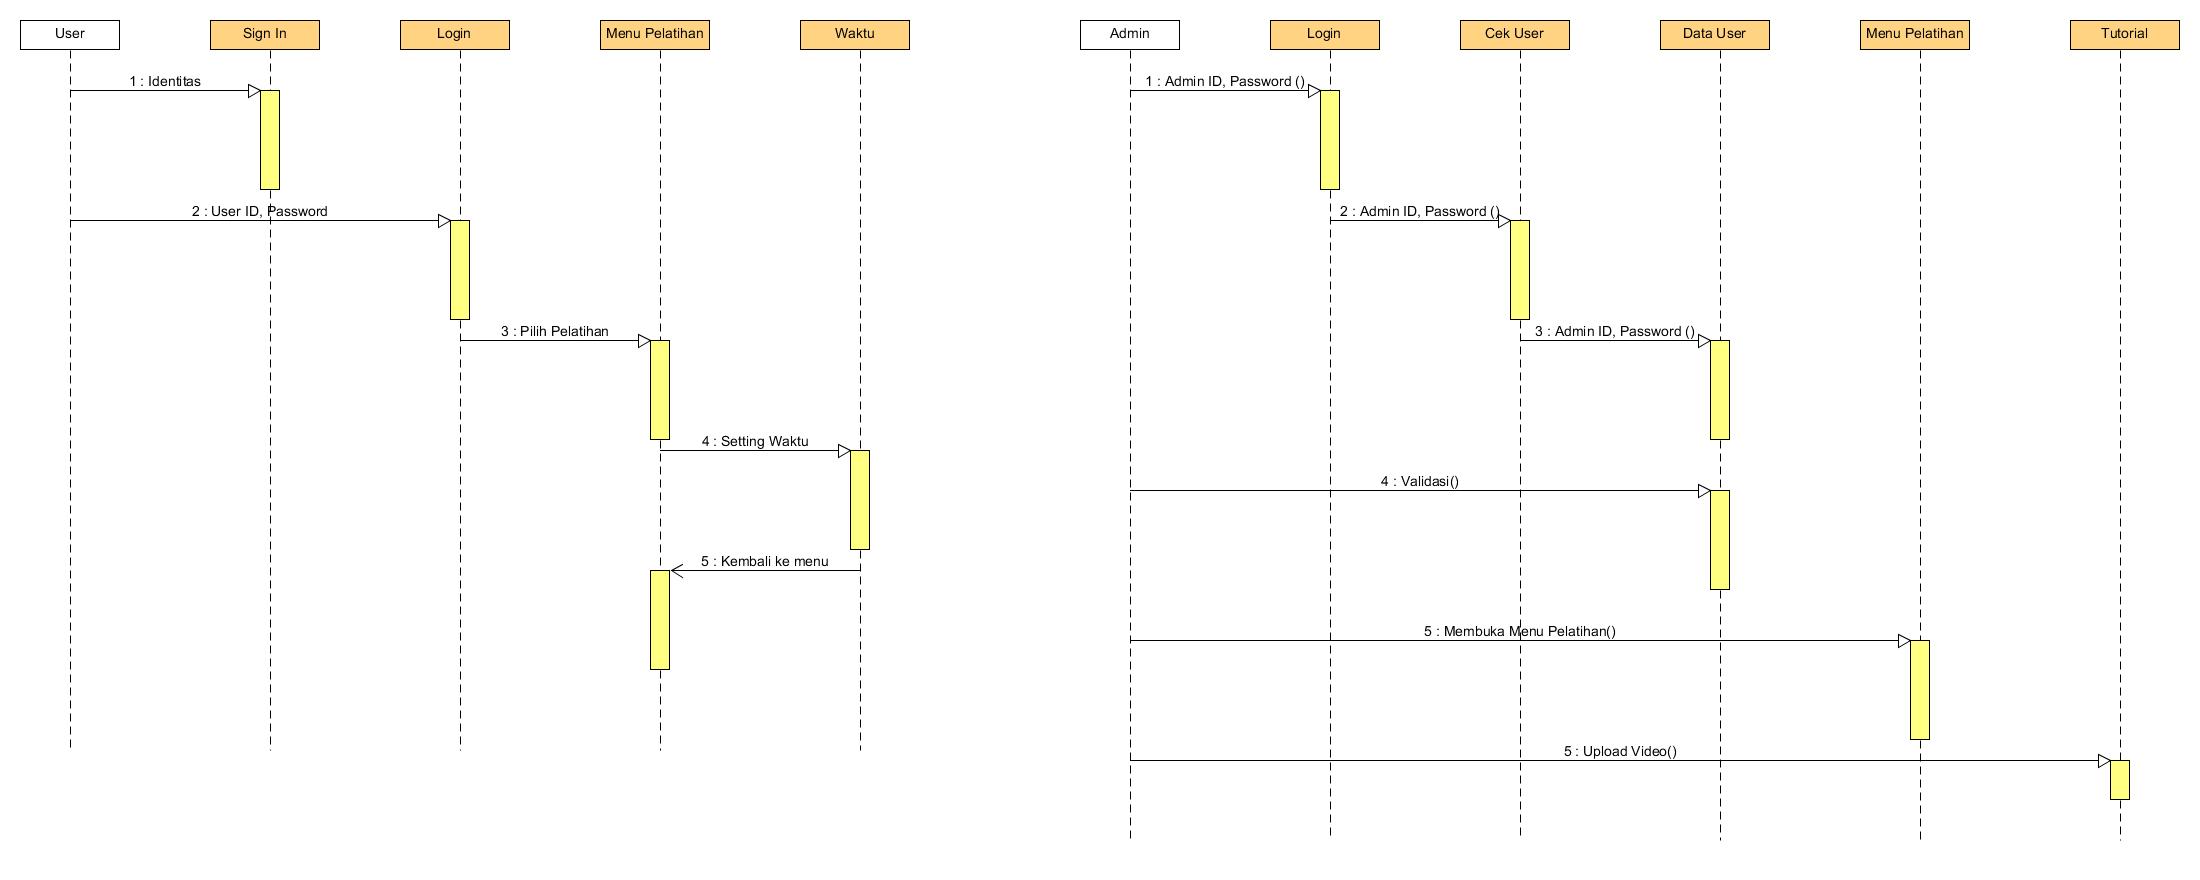 User
Sign In
Login
Menu Pelatihan
Waktu
1 : Identitas
2 : User ID, Password
3 : Pilih Pelatihan
4 : Setting Waktu
5 : Kembali ke menu
Admin
Login
Cek User
Data User
Menu Pelatihan
Tutorial
1 : Admin ID, Password ()
2 : Admin ID, Password ()
3 : Admin ID, Password ()
4 : Validasi()
5 : Membuka Menu Pelatihan()
5 : Upload Video()